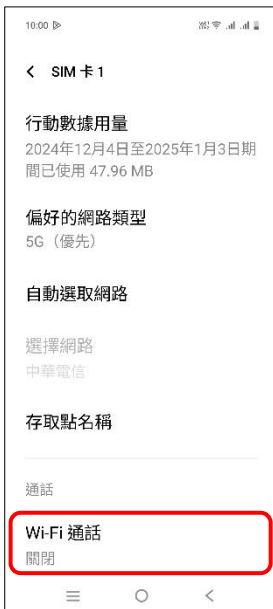 10:00
SIM 卡 1
行動數據用量
2024年12月4日至2025年1月3日期
間已使用 47.96 MB
偏好的網路類型
5G（優先）
自動選取網路
選擇網路
中華電信
存取點名稱
通話
Wi-Fi 通話
關閉